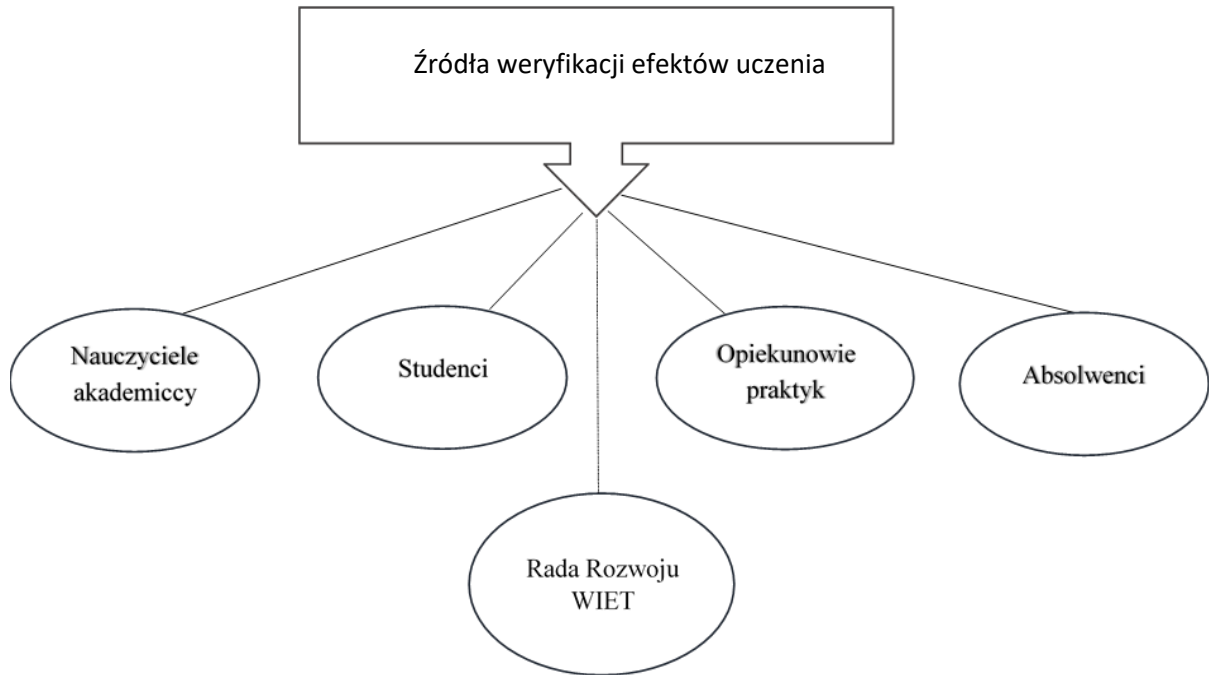 Źródła weryfikacji efektów uczenia
Nauczyciele
akademiccy
Studenci
Opiekunowie
praktyk
Absolwenci
Rada Rozwoju
WIET